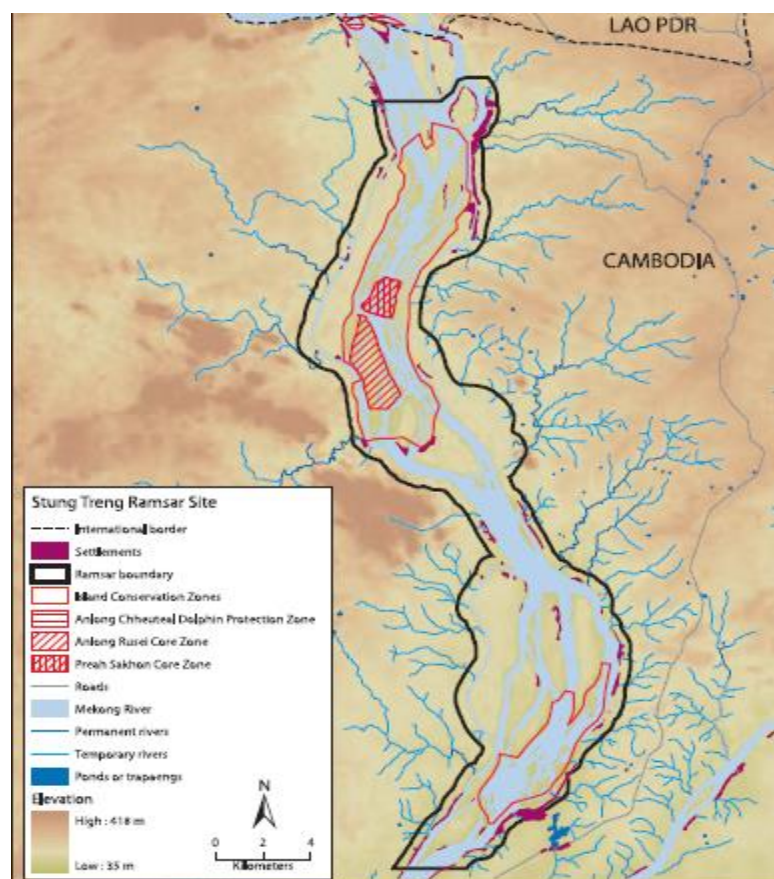 LAO PDR
CAMBODIA
Stung Treng Ramsar Site
International border
Settlements
Ramsar boundary
Island Conservation Zones
Anlong Chheuteal Dolphin Protection Zone
Anlong Rusei Core Zone
Preah Sakhon Core Zone
Roads
Mekong River
Permanent rivers
Temporary rivers
Ponds or trapaengs
Elevation
High : 418 m
Low : 35 m
N
0 2 4
Kilometers